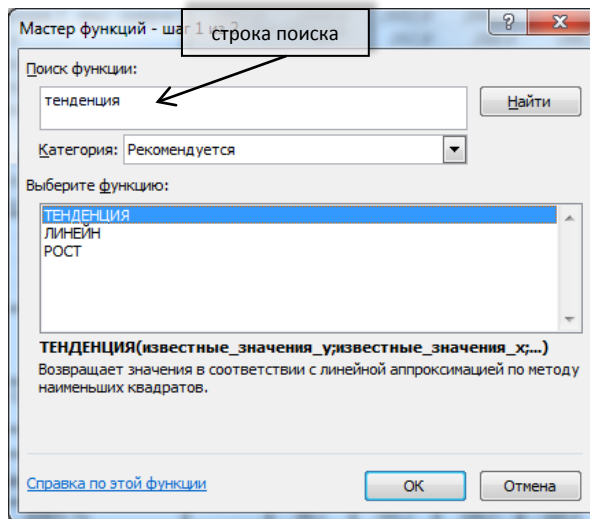 Мастер функций - шаг 1 из 2
строка поиска
Поиск функции:
тенденция
Найти
Категория: Рекомендуется
Выберите функцию:
ТЕНДЕНЦИЯ
ЛИНЕЙН
РОСТ
ТЕНДЕНЦИЯ(известные_значения_y;известные_значения_x;...)
Возвращает значения в соответствии с линейной аппроксимацией по методу
наименьших квадратов.
Справка по этой функции
ОК
Отмена